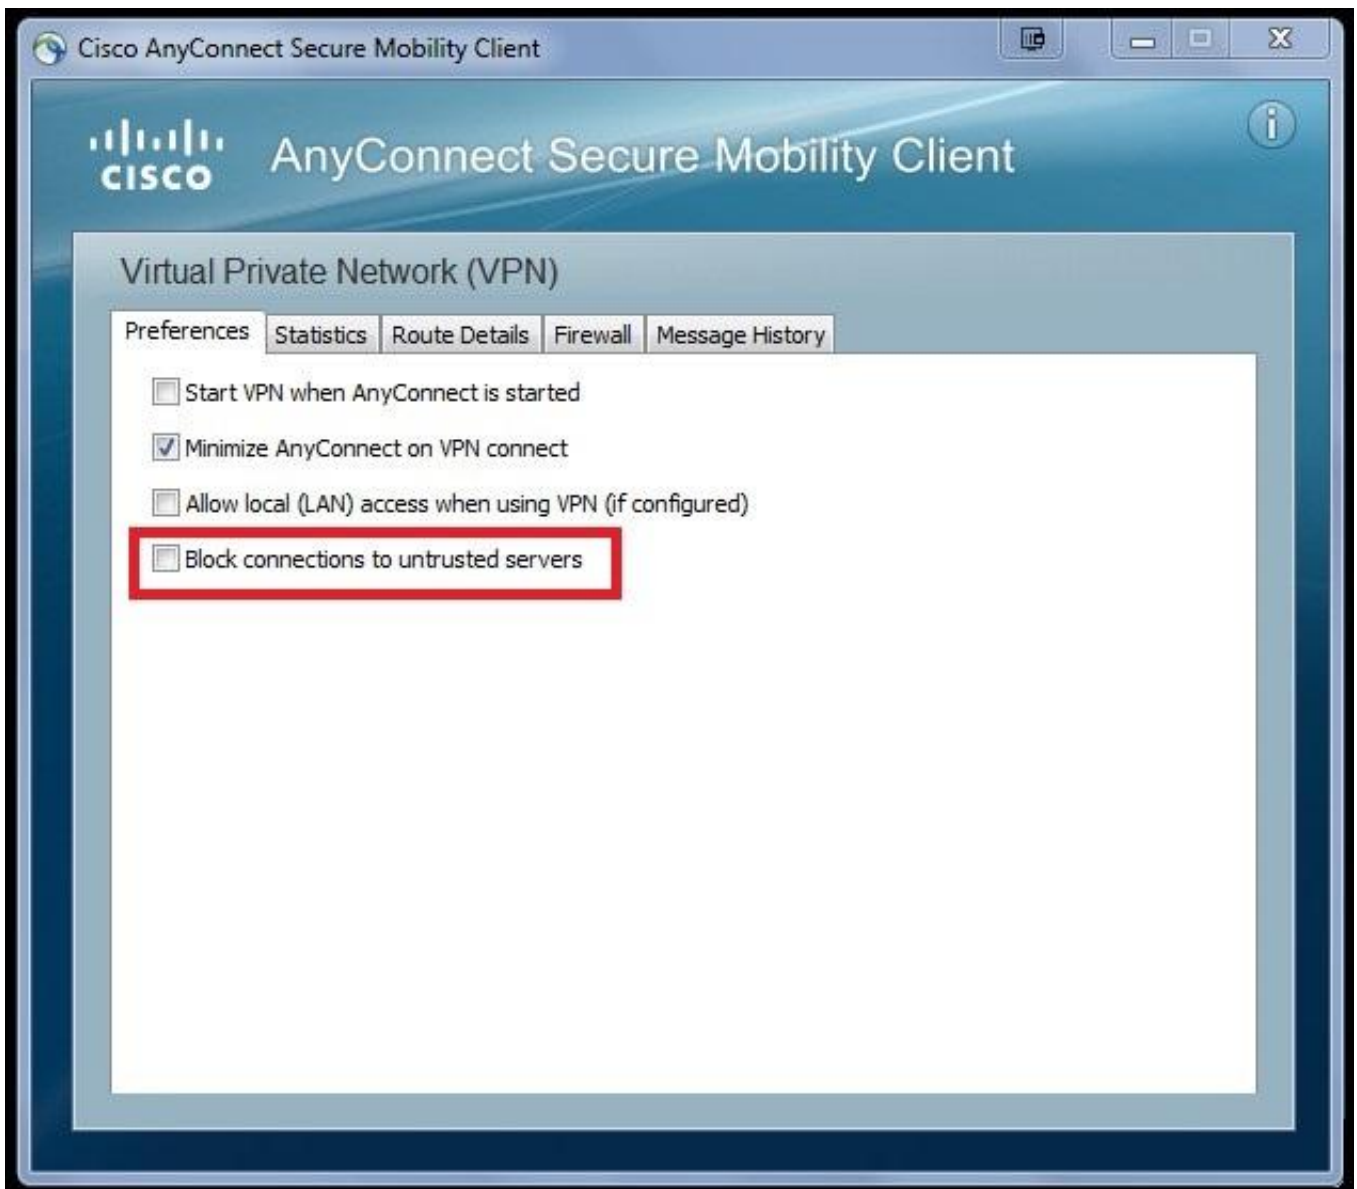 Cisco AnyConnect Secure Mobility Client
CISCO
AnyConnect Secure Mobility Client
Virtual Private Network (VPN)
Preferences Statistics Route Details Firewall Message History
Start VPN when AnyConnect is started
Minimize AnyConnect on VPN connect
Allow local (LAN) access when using VPN (if configured)
Block connections to untrusted servers